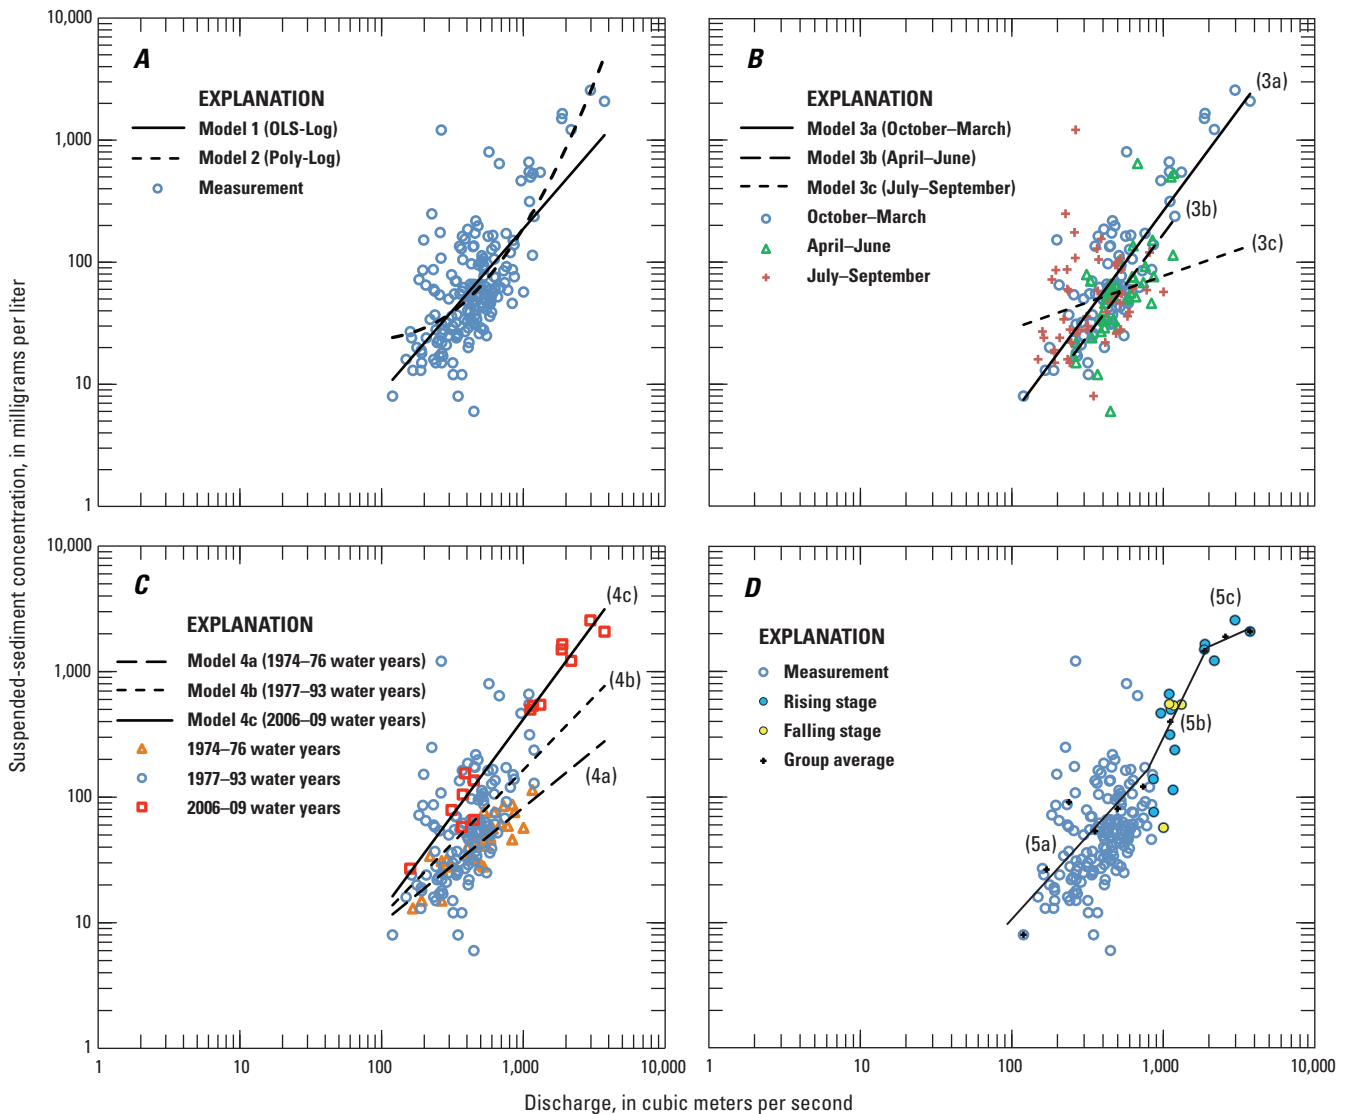 10,000
1,000
100
10
1
A
EXPLANATION
Model 1 (OLS-Log)
Model 2 (Poly-Log)
Measurement
B
EXPLANATION
Model 3a (October–March)
Model 3b (April–June)
Model 3c (July–September)
October–March
April–June
July–September
(3a)
(3b)
(3c)
Suspended-sediment concentration, in milligrams per liter
10,000
1,000
100
10
1
C
EXPLANATION
Model 4a (1974–76 water years)
Model 4b (1977–93 water years)
Model 4c (2006–09 water years)
1974–76 water years
1977–93 water years
2006–09 water years
(4c)
(4b)
(4a)
D
EXPLANATION
Measurement
Rising stage
Falling stage
Group average
(5c)
(5b)
(5a)
1 10 100 1,000 10,000
1 10 100 1,000 10,000
Discharge, in cubic meters per second